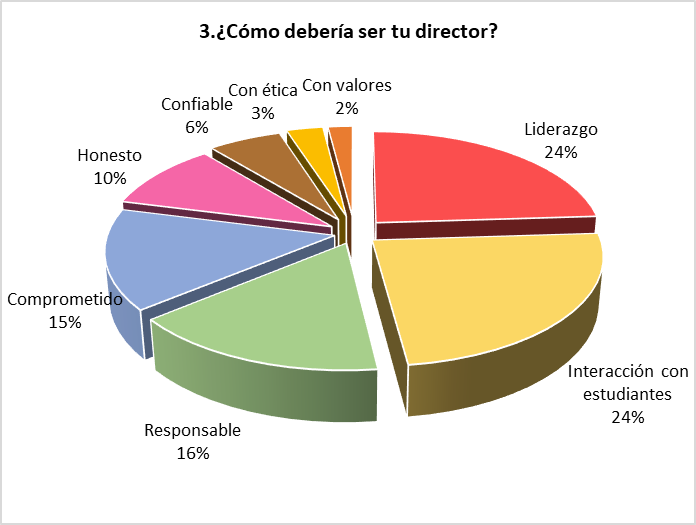 3.¿Cómo debería ser tu director?
Liderazgo
24%
Interacción con
estudiantes
24%
Responsable
16%
Comprometido
15%
Honesto
10%
Confiable
6%
Con ética
3%
Con valores
2%